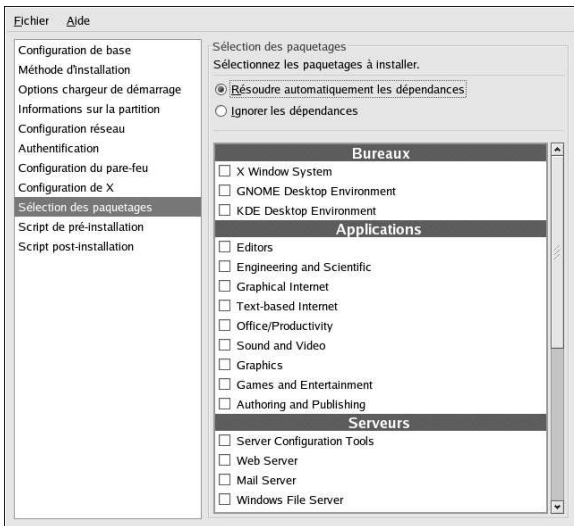 Fichier Aide
Configuration de base
Méthode d'installation
Options chargeur de démarrage
Informations sur la partition
Configuration réseau
Authentification
Configuration du pare-feu
Configuration de X
Sélection des paquetages
Script de pré-installation
Script post-installation
Sélection des paquetages
Sélectionnez les paquetages à installer.
Résoudre automatiquement les dépendances
Ignorer les dépendances
Bureaux
X Window System
GNOME Desktop Environment
KDE Desktop Environment
Applications
Editors
Engineering and Scientific
Graphical Internet
Text-based Internet
Office/Productivity
Sound and Video
Graphics
Games and Entertainment
Authoring and Publishing
Serveurs
Server Configuration Tools
Web Server
Mail Server
Windows File Server